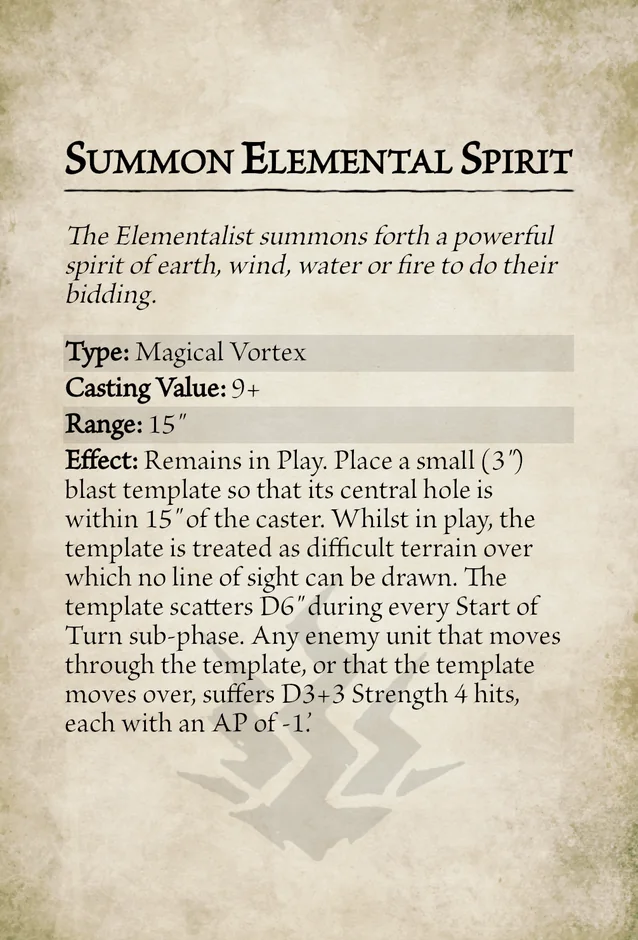 Summon Elemental Spirit
The Elementalist summons forth a powerful
spirit of earth, wind, water or fire to do their
bidding.
Type: Magical Vortex
Casting Value: 9+
Range: 15"
Effect: Remains in Play. Place a small (3")
blast template so that its central hole is
within 15" of the caster. Whilst in play, the
template is treated as difficult terrain over
which no line of sight can be drawn. The
template scatters D6" during every Start of
Turn sub-phase. Any enemy unit that moves
through the template, or that the template
moves over, suffers D3+3 Strength 4 hits,
each with an AP of -1.'